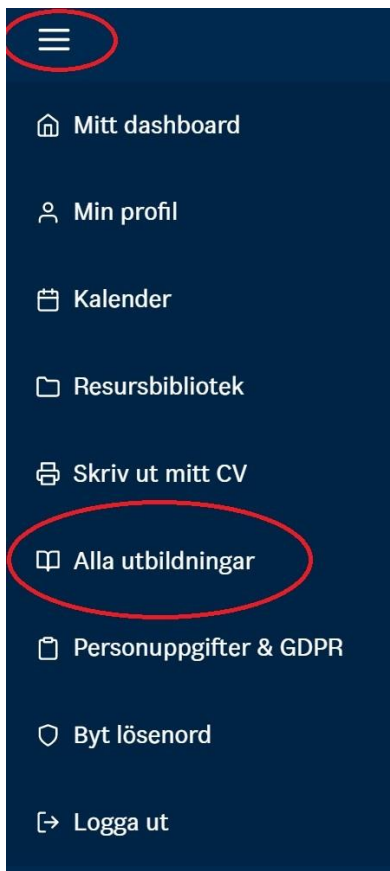 Mitt dashboard
Min profil
Kalender
Resursbibliotek
Skriv ut mitt CV
Alla utbildningar
Personuppgifter & GDPR
Byt lösenord
Logga ut